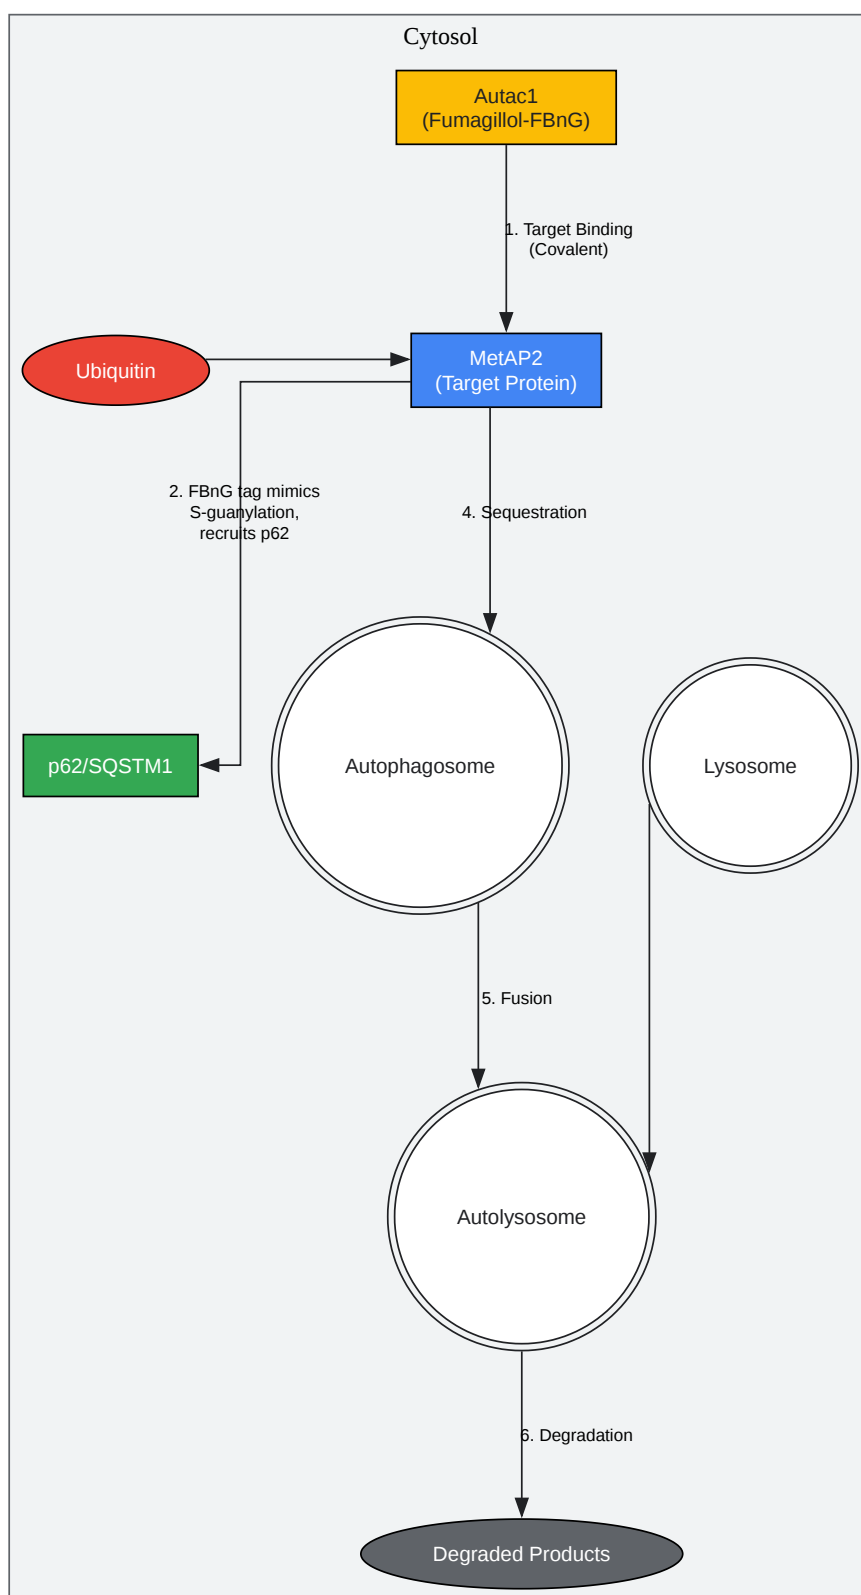 Cytosol
Autac1
(Fumagillol-FBnG)
1. Target Binding
(Covalent)
Ubiquitin
MetAP2
(Target Protein)
2. FBnG tag mimics
S-guanylation,
recruits p62
4. Sequestration
p62/SQSTM1
Autophagosome
Lysosome
5. Fusion
Autolysosome
6. Degradation
Degraded Products